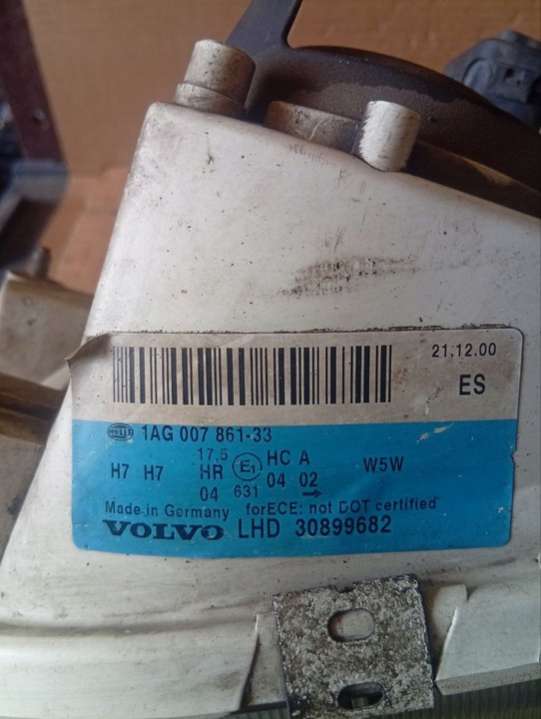 21,12.00
ES
HELLA 1AG 007 861-33
17,5 HC A
H7 H7 HR E1 04 02 W5W
04 631 →
Made in Germany forECE: not DOT certified
VOLVO LHD 30899682